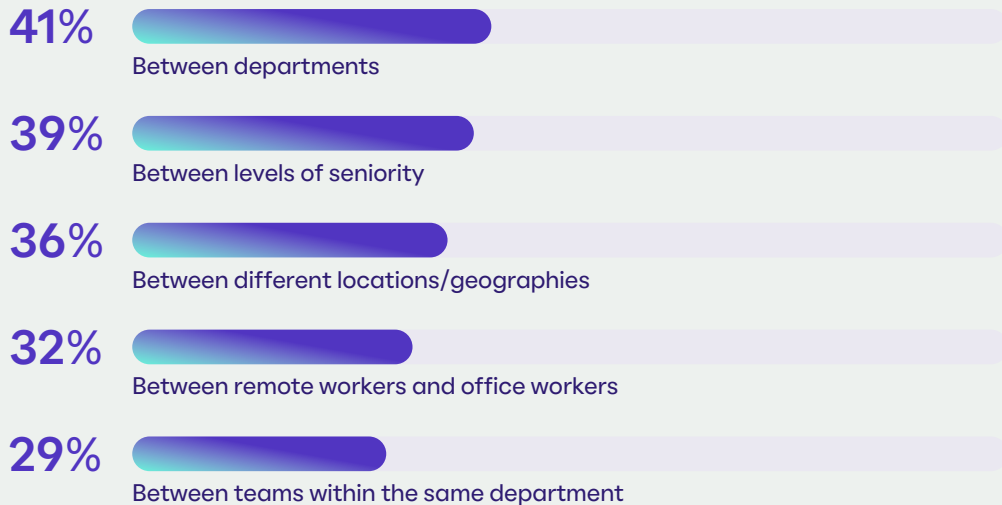 41%
Between departments
39%
Between levels of seniority
36%
Between different locations/geographies
32%
Between remote workers and office workers
29%
Between teams within the same department